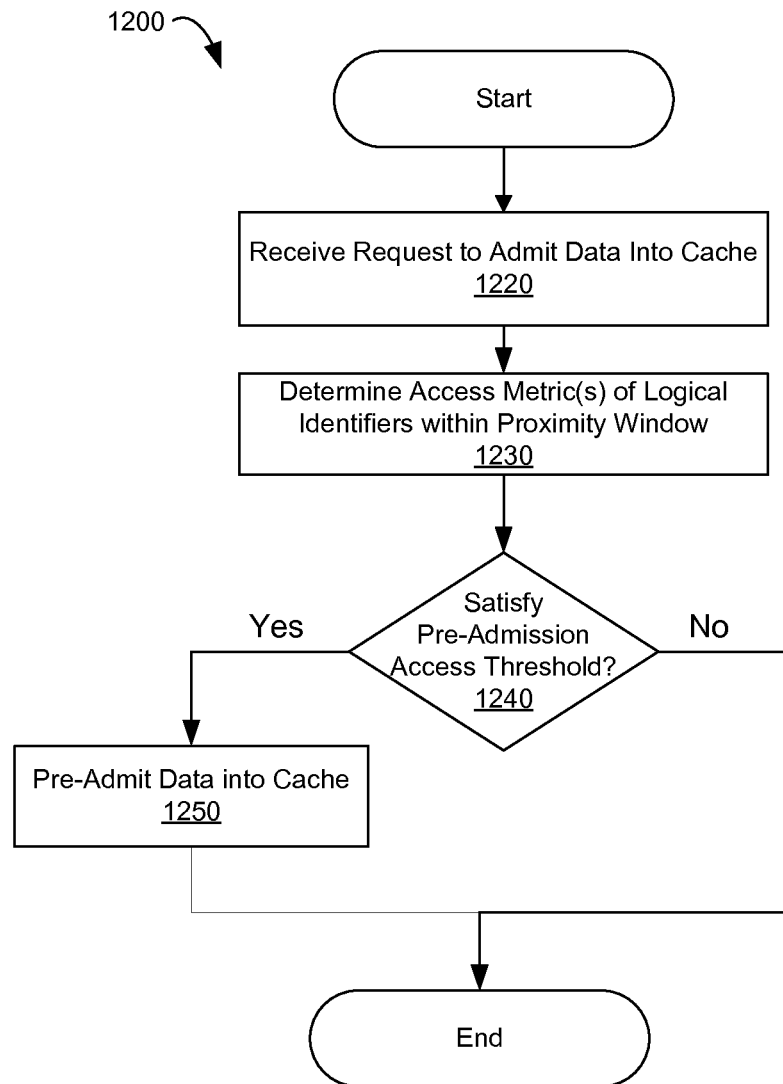 1200
Start
Receive Request to Admit Data Into Cache
1220
Determine Access Metric(s) of Logical
Identifiers within Proximity Window
1230
Satisfy
Pre-Admission
Access Threshold?
1240
Yes
No
Pre-Admit Data into Cache
1250
End